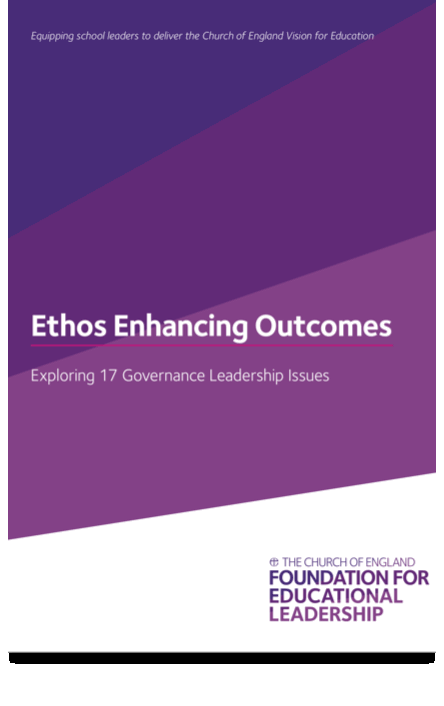 Equipping school leaders to deliver the Church of England Vision for Education
Ethos Enhancing Outcomes
Exploring 17 Governance Leadership Issues
THE CHURCH OF ENGLAND
FOUNDATION FOR
EDUCATIONAL
LEADERSHIP